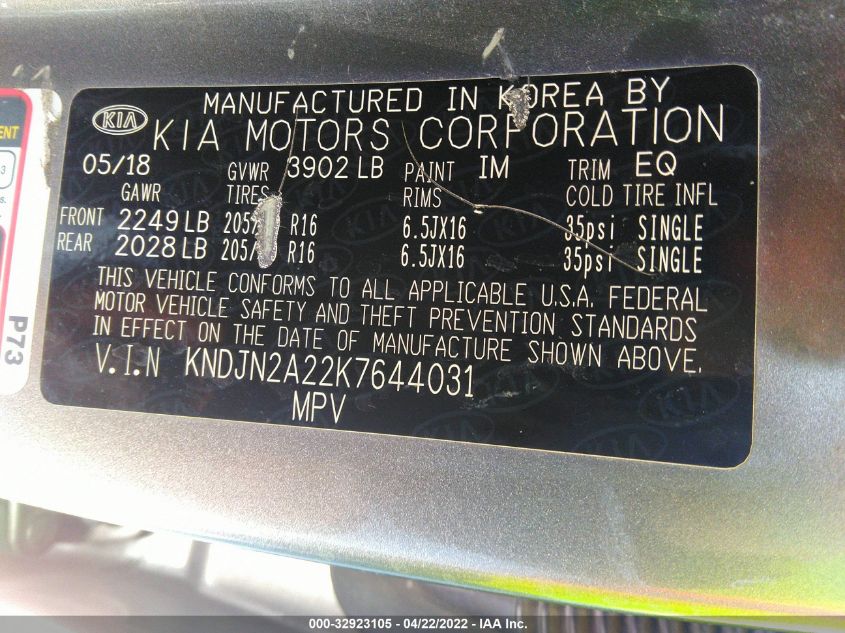 MANUFACTURED IN KOREA BY
KIA KIA MOTORS CORPORATION
05/18 GVWR 3902 LB PAINT IM TRIM EQ
GAWR TIRES RIMS COLD TIRE INFL
FRONT 2249 LB R16 6.5JX16 35psi SINGLE
REAR 2028 LB R16 6.5JX16 35psi SINGLE
THIS VEHICLE CONFORMS TO ALL APPLICABLE U.S.A. FEDERAL
MOTOR VEHICLE SAFETY AND THEFT PREVENTION STANDARDS
IN EFFECT ON THE DATE OF MANUFACTURE SHOWN ABOVE.
V.I.N KNDJN2A22K7644031
MPV
P73
000-32923105 - 04/22/2022 - IAA Inc.